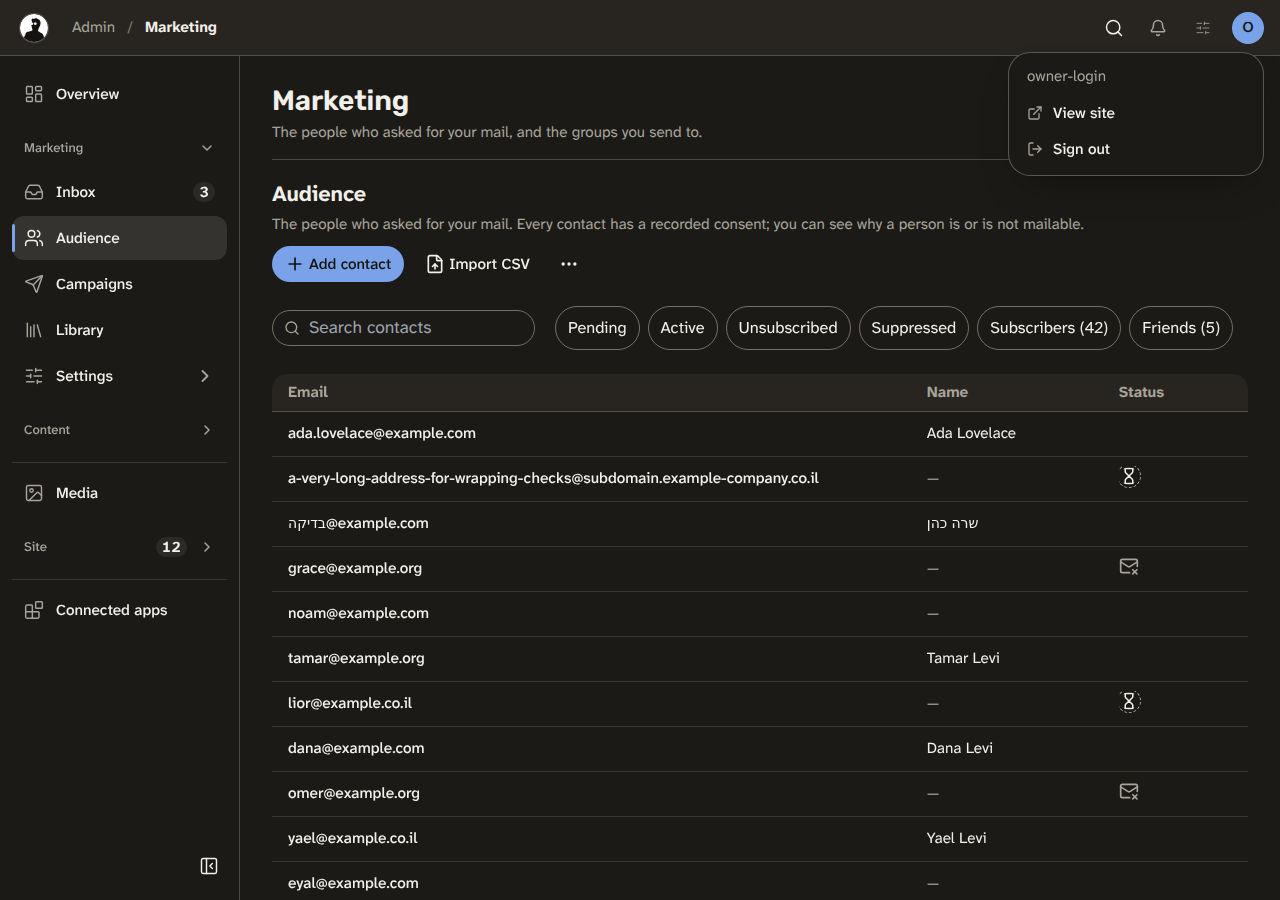 Admin / Marketing
O
owner-login
View site
Sign out
Overview
Marketing
Inbox 3
Audience
Campaigns
Library
Settings
Content
Media
Site 12
Connected apps
Marketing
The people who asked for your mail, and the groups you send to.
Audience
The people who asked for your mail. Every contact has a recorded consent; you can see why a person is or is not mailable.
Add contact Import CSV
Search contacts Pending Active Unsubscribed Suppressed Subscribers (42) Friends (5)
Email Name Status
ada.lovelace@example.com Ada Lovelace
a-very-long-address-for-wrapping-checks@subdomain.example-company.co.il —
בדיקה@example.com שרה כהן
grace@example.org —
noam@example.com —
tamar@example.org Tamar Levi
lior@example.co.il —
dana@example.com Dana Levi
omer@example.org —
yael@example.co.il Yael Levi
eyal@example.com —